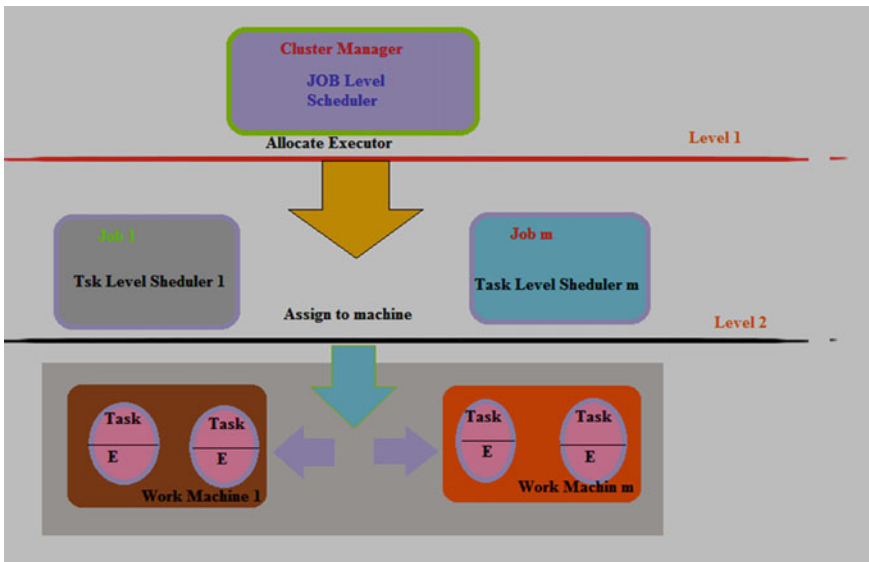 Cluster Manager
JOB Level
Scheduler
Allocate Executor
Level 1
Job 1
Tsk Level Sheduler 1
Job m
Task Level Sheduler m
Assign to machine
Level 2
Task
E
Task
E
Work Machine 1
Task
E
Task
E
Work Machin m